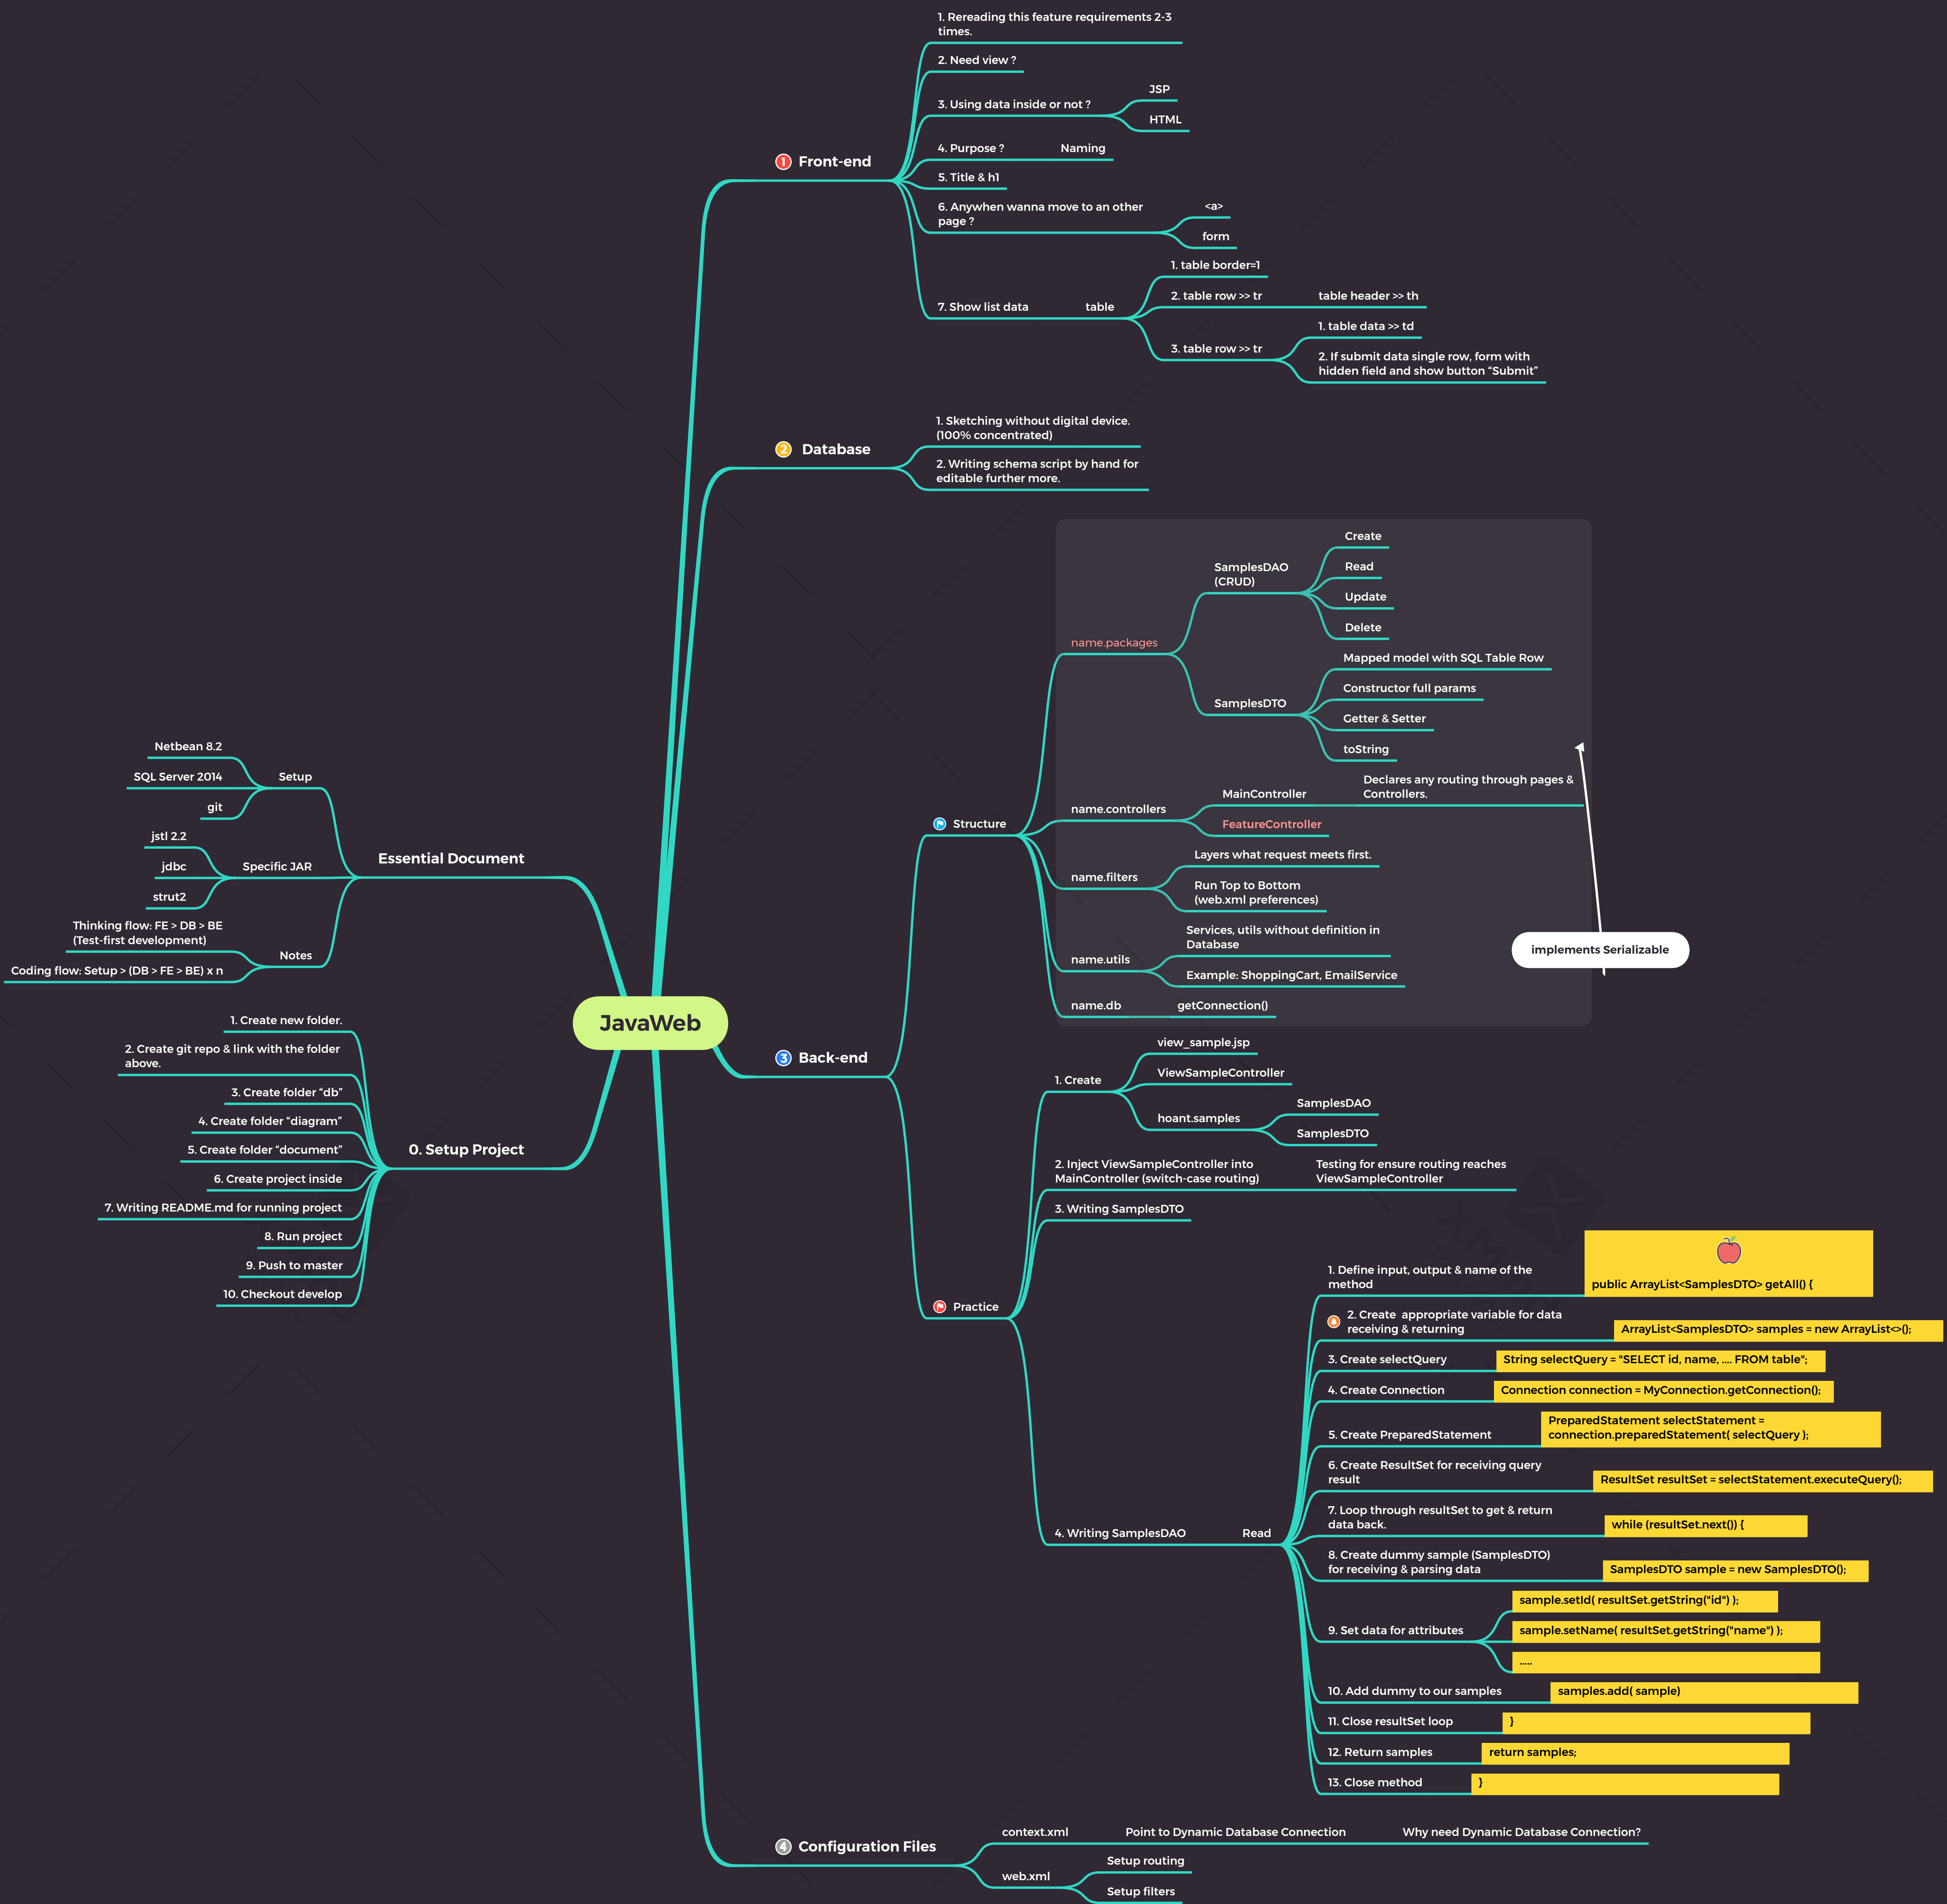 1. Rereading this feature requirements 2-3
times.
2. Need view ?
3. Using data inside or not ?
JSP
HTML
1
Front-end
4. Purpose ?
Naming
5. Title & h1
6. Anywhen wanna move to an other
page ?
<a>
form
7. Show list data
table
1. table border=1
2. table row >> tr
table header >> th
3. table row >> tr
1. table data >> td
2. If submit data single row, form with
hidden field and show button “Submit”
2
Database
1. Sketching without digital device.
(100% concentrated)
2. Writing schema script by hand for
editable further more.
3
Back-end
Structure
name.packages
SamplesDAO
(CRUD)
Create
Read
Update
Delete
SamplesDTO
Mapped model with SQL Table Row
Constructor full params
Getter & Setter
toString
name.controllers
MainController
Declares any routing through pages &
Controllers.
FeatureController
name.filters
Layers what request meets first.
Run Top to Bottom
(web.xml preferences)
name.utils
Services, utils without definition in
Database
Example: ShoppingCart, EmailService
name.db
getConnection()
implements Serializable
Practice
1. Create
view_sample.jsp
ViewSampleController
hoant.samples
SamplesDAO
SamplesDTO
2. Inject ViewSampleController into
MainController (switch-case routing)
Testing for ensure routing reaches
ViewSampleController
3. Writing SamplesDTO
4. Writing SamplesDAO
Read
1. Define input, output & name of the
method
public ArrayList<SamplesDTO> getAll() {
2. Create  appropriate variable for data
receiving & returning
ArrayList<SamplesDTO> samples = new ArrayList<>();
3. Create selectQuery
String selectQuery = "SELECT id, name, .... FROM table";
4. Create Connection
Connection connection = MyConnection.getConnection();
5. Create PreparedStatement
PreparedStatement selectStatement =
connection.preparedStatement( selectQuery );
6. Create ResultSet for receiving query
result
ResultSet resultSet = selectStatement.executeQuery();
7. Loop through resultSet to get & return
data back.
while (resultSet.next()) {
8. Create dummy sample (SamplesDTO)
for receiving & parsing data
SamplesDTO sample = new SamplesDTO();
9. Set data for attributes
sample.setId( resultSet.getString("id") );
sample.setName( resultSet.getString("name") );
.....
10. Add dummy to our samples
samples.add( sample)
11. Close resultSet loop
}
12. Return samples
return samples;
13. Close method
}
4
Configuration Files
context.xml
Point to Dynamic Database Connection
Why need Dynamic Database Connection?
web.xml
Setup routing
Setup filters
JavaWeb
Essential Document
Setup
Netbean 8.2
SQL Server 2014
git
Specific JAR
jstl 2.2
jdbc
strut2
Notes
Thinking flow: FE > DB > BE
(Test-first development)
Coding flow: Setup > (DB > FE > BE) x n
0. Setup Project
1. Create new folder.
2. Create git repo & link with the folder
above.
3. Create folder “db”
4. Create folder “diagram”
5. Create folder “document”
6. Create project inside
7. Writing README.md for running project
8. Run project
9. Push to master
10. Checkout develop